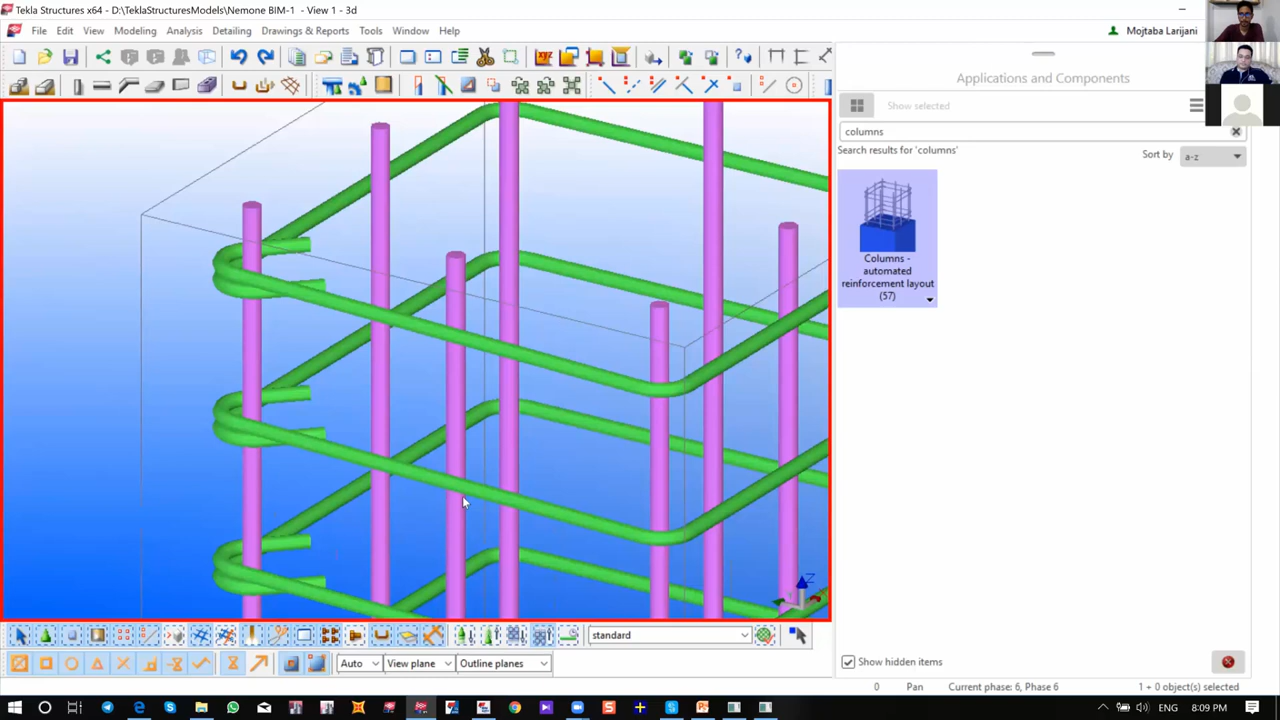 Tekla Structures x64 - D:\TeklaStructuresModels\Nemone BIM-1 - View 1 - 3d
File Edit View Modeling Analysis Detailing Drawings & Reports Tools Window Help
Mojtaba Larijani
xyz
Applications and Components
Show selected
columns
Search results for 'columns'
Sort by a-z
Columns -
automated
reinforcement layout
(57)
Z
standard
Auto View plane Outline planes
Show hidden items
0 Pan Current phase: 6, Phase 6 1 + 0 object(s) selected
ENG 8:09 PM